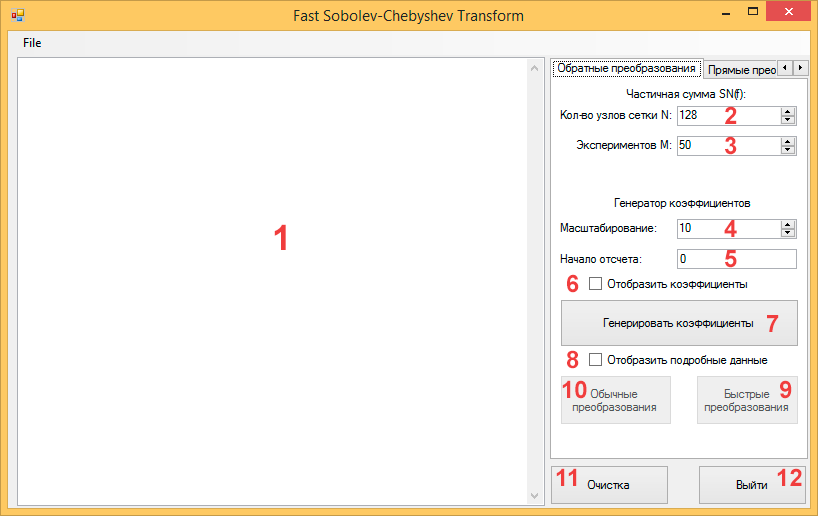 Fast Sobolev-Chebyshev Transform
File
Обратные преобразования
Прямые прео
Частичная сумма SN(f):
Кол-во узлов сетки N: 128 2
Экспериментов M: 50 3
Генератор коэффициентов
Масштабирование: 10 4
1
Начало отсчета: 0 5
6 Отобразить коэффициенты
Генерировать коэффициенты 7
8 Отобразить подробные данные
10 Обычные
преобразования
Быстрые 9
преобразования
11 Очистка
Выйти 12